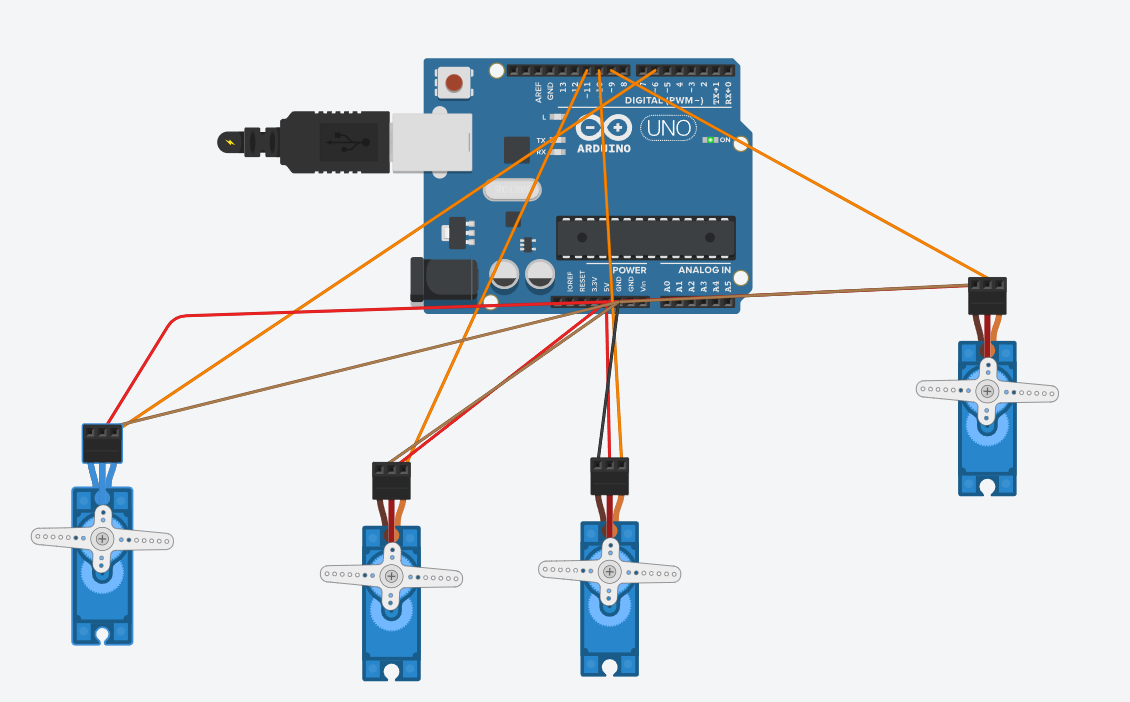 AREF
GND
13
12
~11
~9
8
~6
~5
4
~3
2
TX→1
RX←0
DIGITAL (PWM~)
L
TX
RX
UNO
ON
ARDUINO
POWER
ANALOG IN
IOREF
RESET
3.3V
5V
GND
GND
Vin
A0
A1
A2
A3
A4
A5